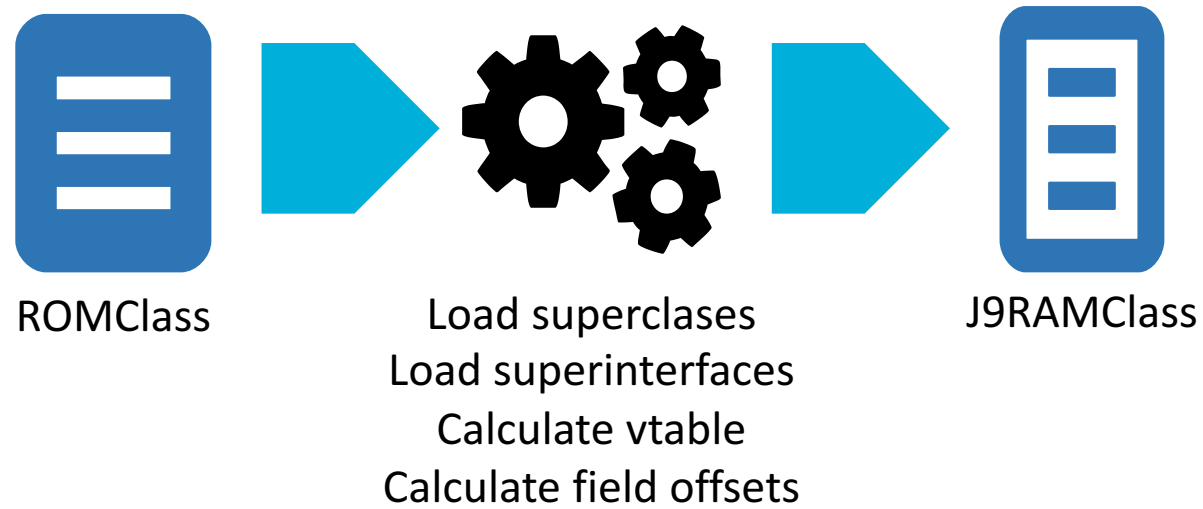 ROMClass
Load superclases
Load superinterfaces
Calculate vtable
Calculate field offsets
J9RAMClass